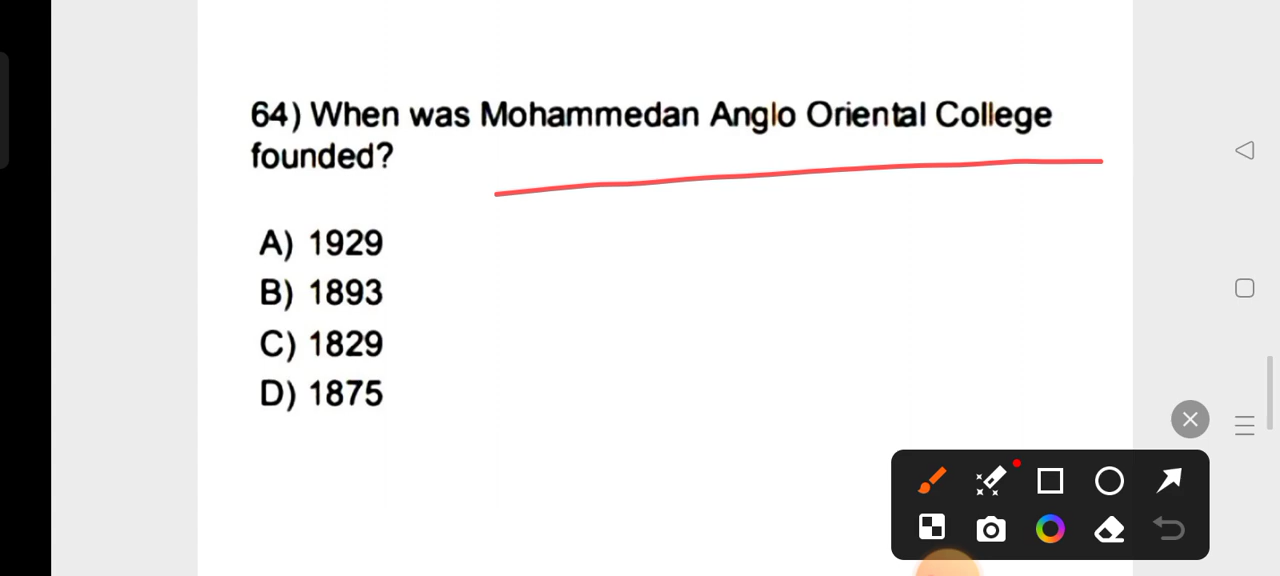 64) When was Mohammedan Anglo Oriental College
founded?
A) 1929
B) 1893
C) 1829
D) 1875